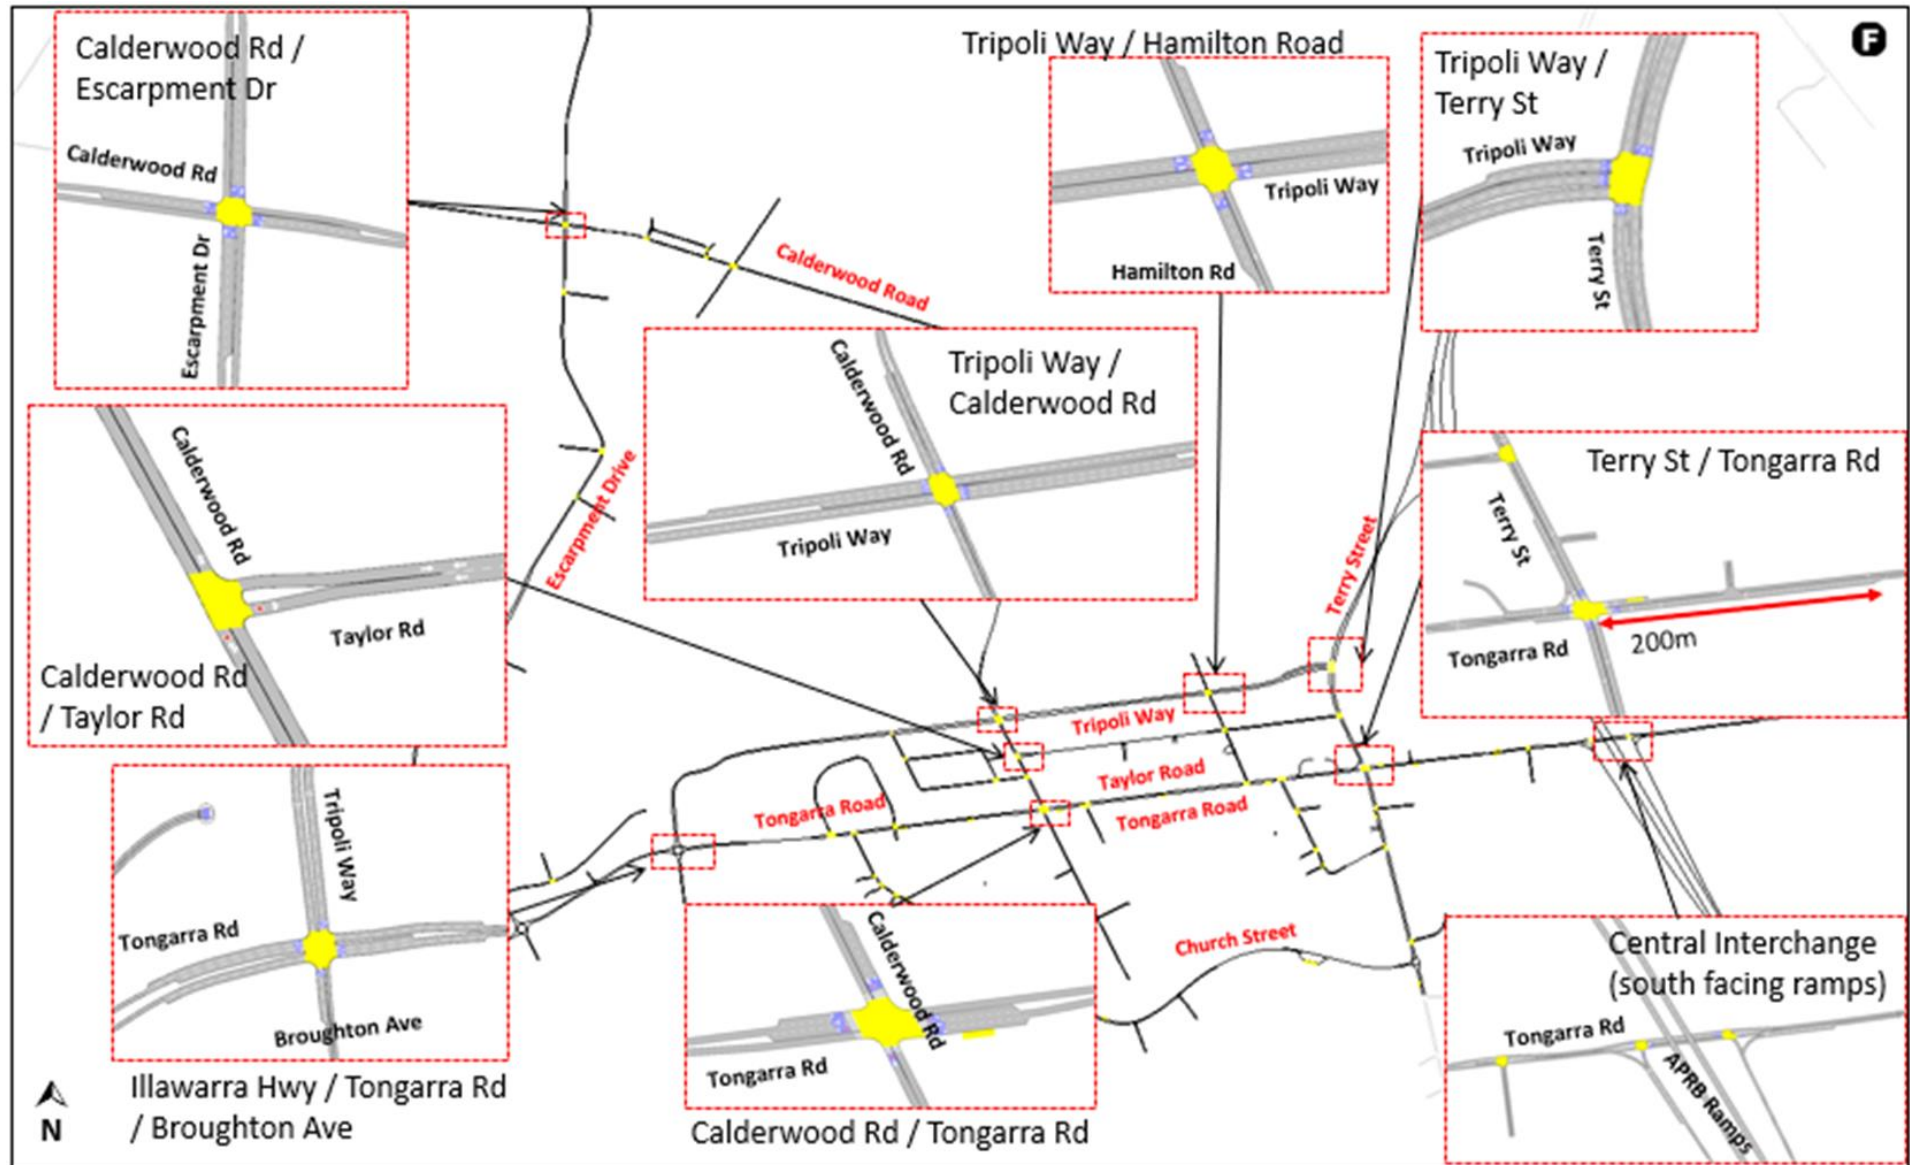 Calderwood Rd /
Escarpment Dr
Calderwood Rd
Escarpment Dr
Tripoli Way / Hamilton Road
Tripoli Way
Hamilton Rd
Tripoli Way /
Terry St
Tripoli Way
Terry St
F
Calderwood Road
Tripoli Way /
Calderwood Rd
Calderwood Rd
Tripoli Way
Calderwood Rd
Taylor Rd
Calderwood Rd
/ Taylor Rd
Escarpment Drive
Terry Street
Terry St / Tongarra Rd
Terry St
Tongarra Rd
200m
Tripoli Way
Taylor Road
Tongarra Road
Tongarra Road
Church Street
Tripoli Way
Tongarra Rd
Broughton Ave
Illawarra Hwy / Tongarra Rd
/ Broughton Ave
Calderwood Rd
Tongarra Rd
Calderwood Rd / Tongarra Rd
Central Interchange
(south facing ramps)
Tongarra Rd
APRB Ramps
N